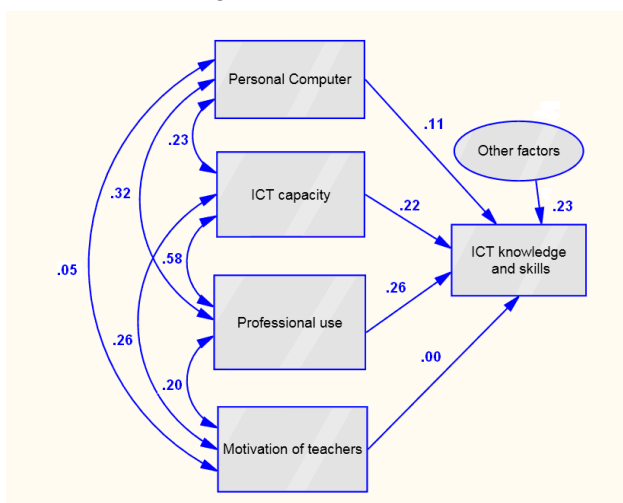 Personal Computer
.11
Other factors
.23
.32
ICT capacity
.22
.23
ICT knowledge
and skills
.58
.05
.26
Professional use
.26
.20
.00
Motivation of teachers